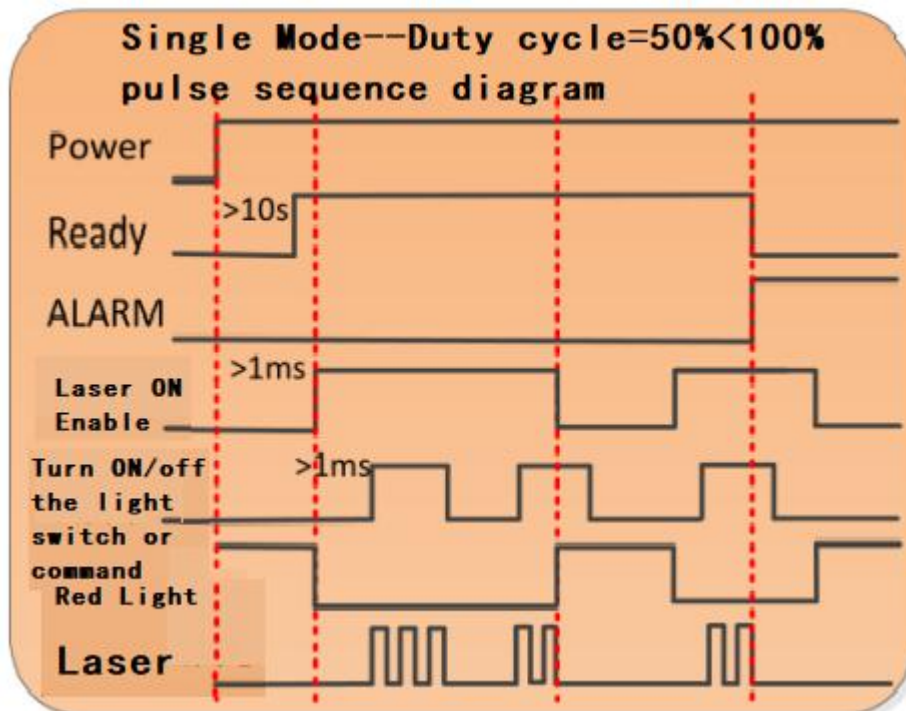 Single Mode--Duty cycle=50%<100%
pulse sequence diagram
Power
>10s
Ready
ALARM
>1ms
Laser ON
Enable
>1ms
Turn ON/off
the light
switch or
command
Red Light
Laser